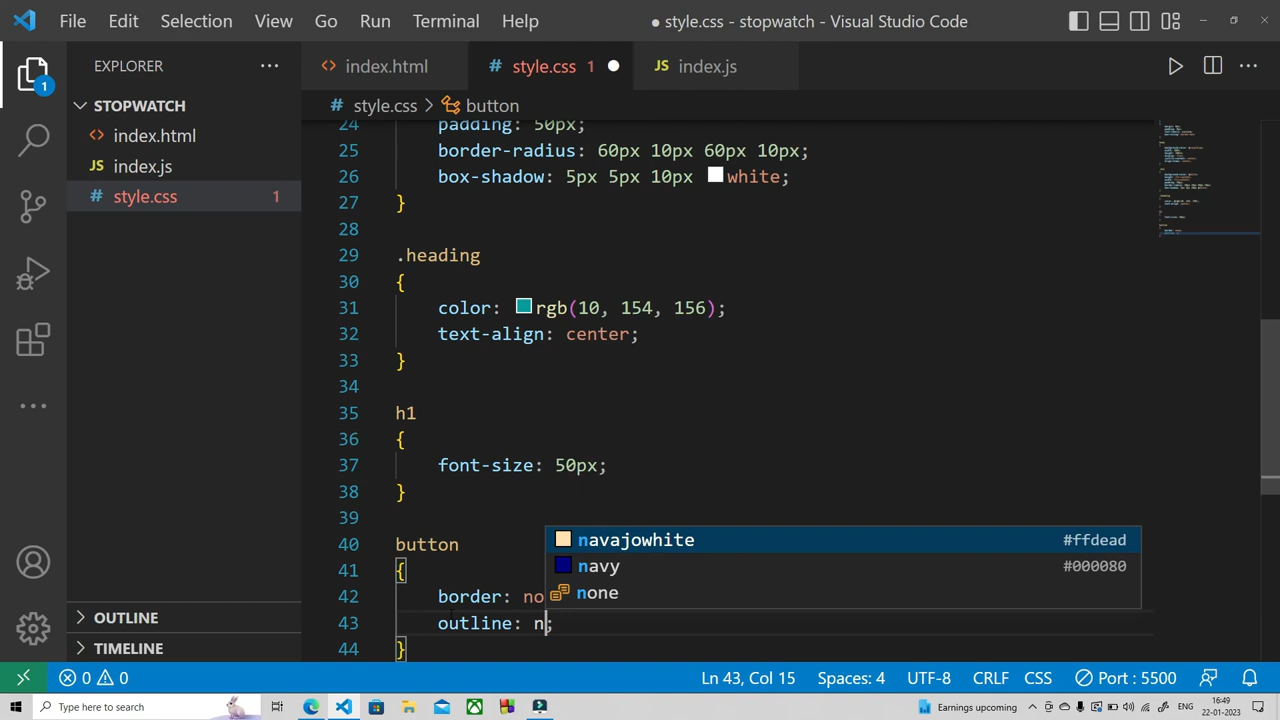 File Edit Selection View Go Run Terminal Help ● style.css - stopwatch - Visual Studio Code
EXPLORER ...
1
STOPWATCH
<> index.html
JS index.js
# style.css 1
OUTLINE
TIMELINE
<> index.html # style.css 1 ● JS index.js
# style.css > button
24 padding: 50px;
25 border-radius: 60px 10px 60px 10px;
26 box-shadow: 5px 5px 10px white;
27 }
28
29 .heading
30 {
31 color: rgb(10, 154, 156);
32 text-align: center;
33 }
34
35 h1
36 {
37 font-size: 50px;
38 }
39
40 button
41 {
42 border: no
43 outline: n;
44 }
navajowhite #ffdead
navy #000080
none
0 0 Ln 43, Col 15 Spaces: 4 UTF-8 CRLF CSS Port : 5500
Type here to search Earnings upcoming ENG 16:49
22-01-2023